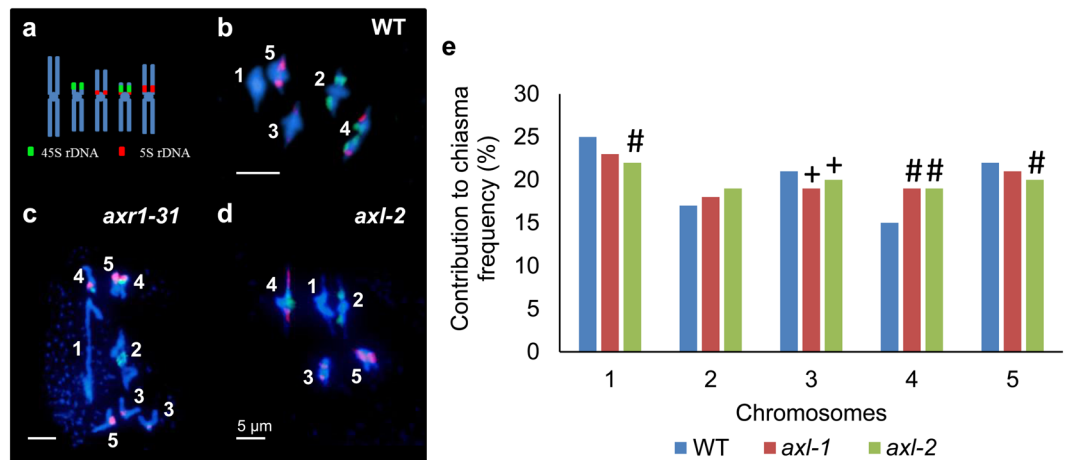 a
45S rDNA 5S rDNA
b WT
5
1
2
3
4
c axr1-31
5
4
4
1
2
3
3
5
d axl-2
4
1
2
3
5
5 µm
e
Contribution to chiasma
frequency (%)
30
25
20
15
10
5
0
#
+
+
# #
#
1 2 3 4 5
Chromosomes
WT axl-1 axl-2